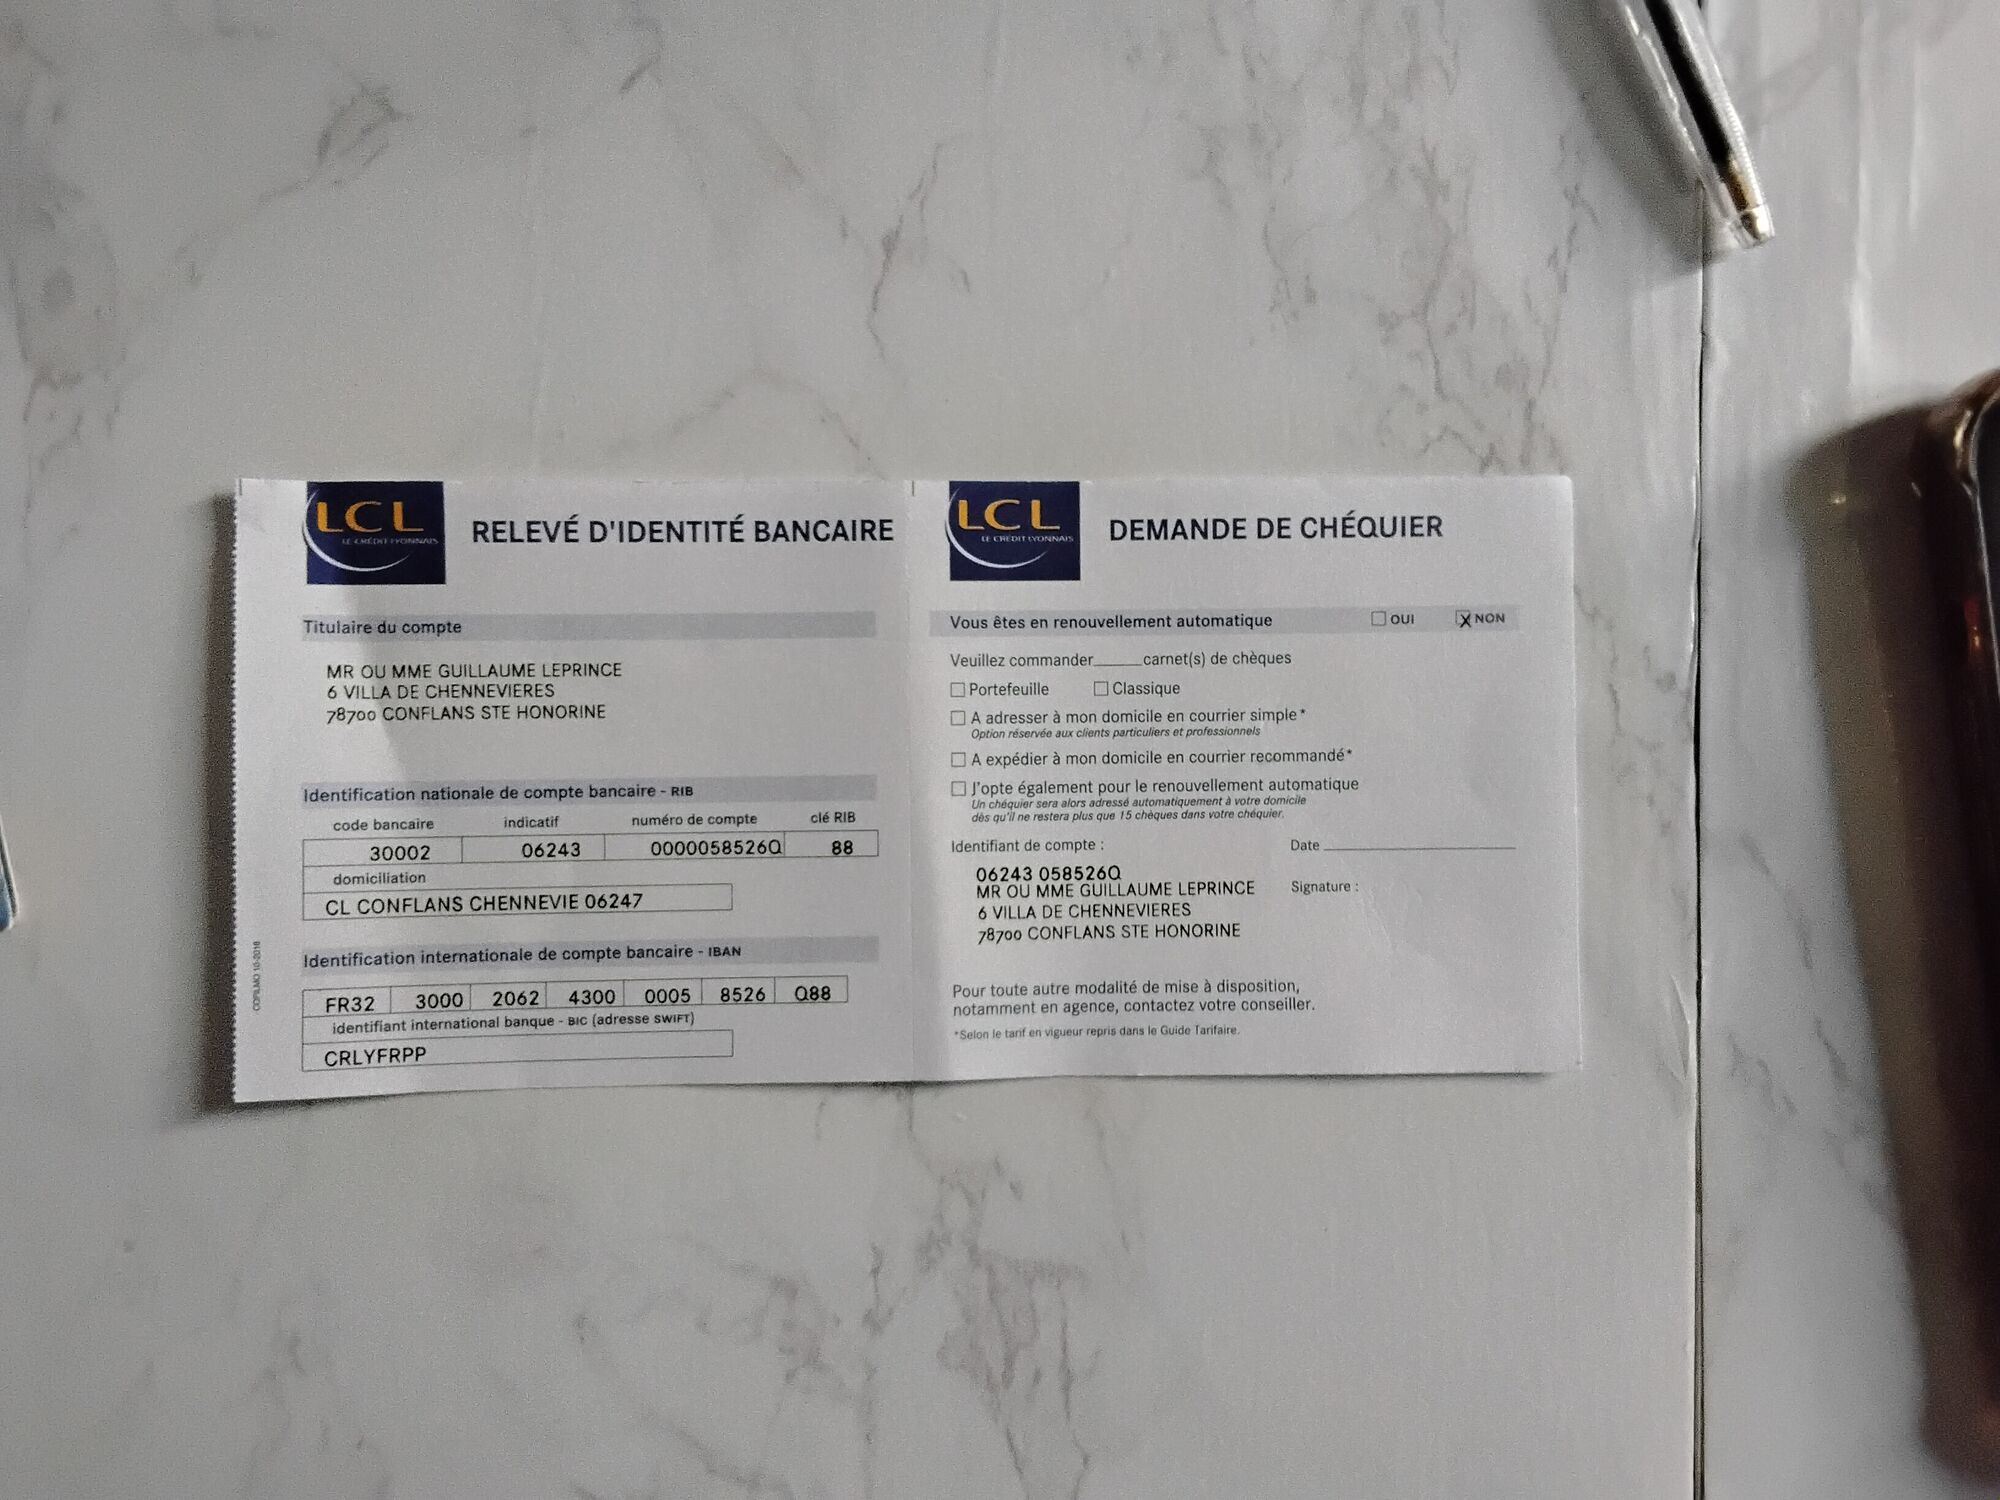 LCL
LE CRÉDIT LYONNAIS
RELEVÉ D'IDENTITÉ BANCAIRE
Titulaire du compte
MR OU MME GUILLAUME LEPRINCE
6 VILLA DE CHENNEVIERES
78700 CONFLANS STE HONORINE
Identification nationale de compte bancaire - RIB
code bancaire indicatif numéro de compte clé RIB
30002 06243 0000058526Q 88
domiciliation
CL CONFLANS CHENNEVIE 06247
Identification internationale de compte bancaire - IBAN
FR32 3000 2062 4300 0005 8526 Q88
identifiant international banque - BIC (adresse SWIFT)
CRLYFRPP
LCL
LE CRÉDIT LYONNAIS
DEMANDE DE CHÉQUIER
Vous êtes en renouvellement automatique OUI X NON
Veuillez commander______carnet(s) de chèques
Portefeuille Classique
A adresser à mon domicile en courrier simple*
Option réservée aux clients particuliers et professionnels
A expédier à mon domicile en courrier recommandé*
J'opte également pour le renouvellement automatique
Un chéquier sera alors adressé automatiquement à votre domicile
dès qu'il ne restera plus que 15 chèques dans votre chéquier.
Identifiant de compte : Date
06243 058526Q
MR OU MME GUILLAUME LEPRINCE Signature :
6 VILLA DE CHENNEVIERES
78700 CONFLANS STE HONORINE
Pour toute autre modalité de mise à disposition,
notamment en agence, contactez votre conseiller.
*Selon le tarif en vigueur repris dans le Guide Tarifaire.